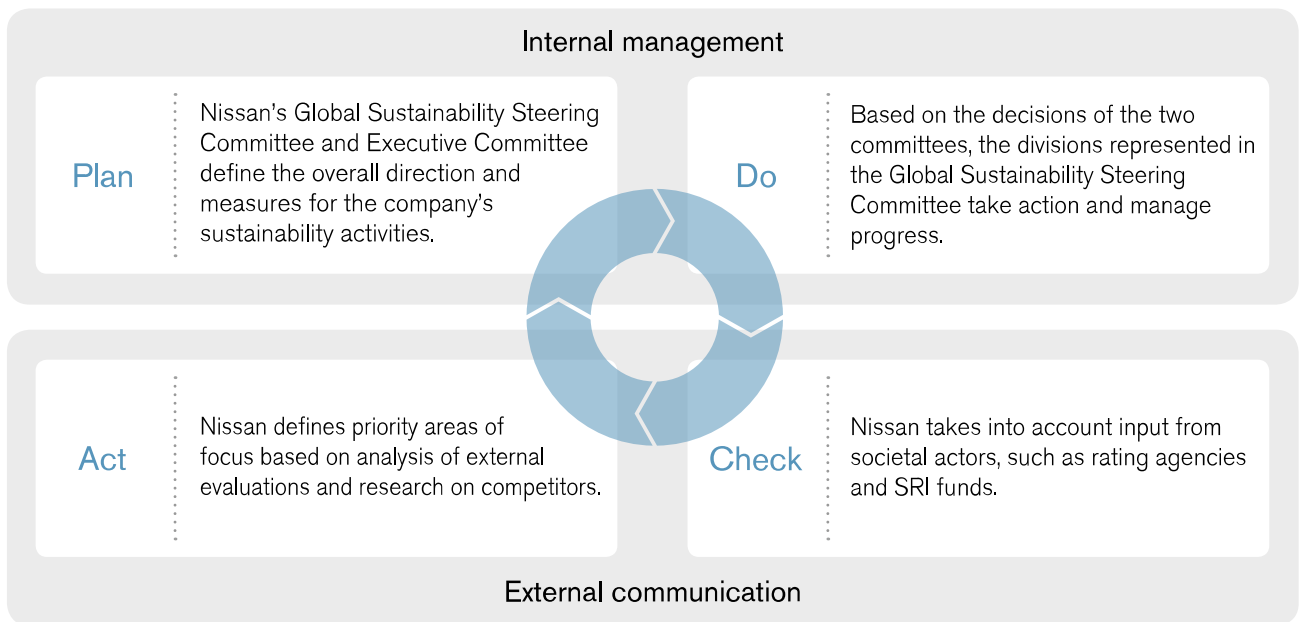 Internal management
Plan
Nissan's Global Sustainability Steering
Committee and Executive Committee
define the overall direction and
measures for the company's
sustainability activities.
Do
Based on the decisions of the two
committees, the divisions represented in
the Global Sustainability Steering
Committee take action and manage
progress.
Act
Nissan defines priority areas of
focus based on analysis of external
evaluations and research on competitors.
Check
Nissan takes into account input from
societal actors, such as rating agencies
and SRI funds.
External communication